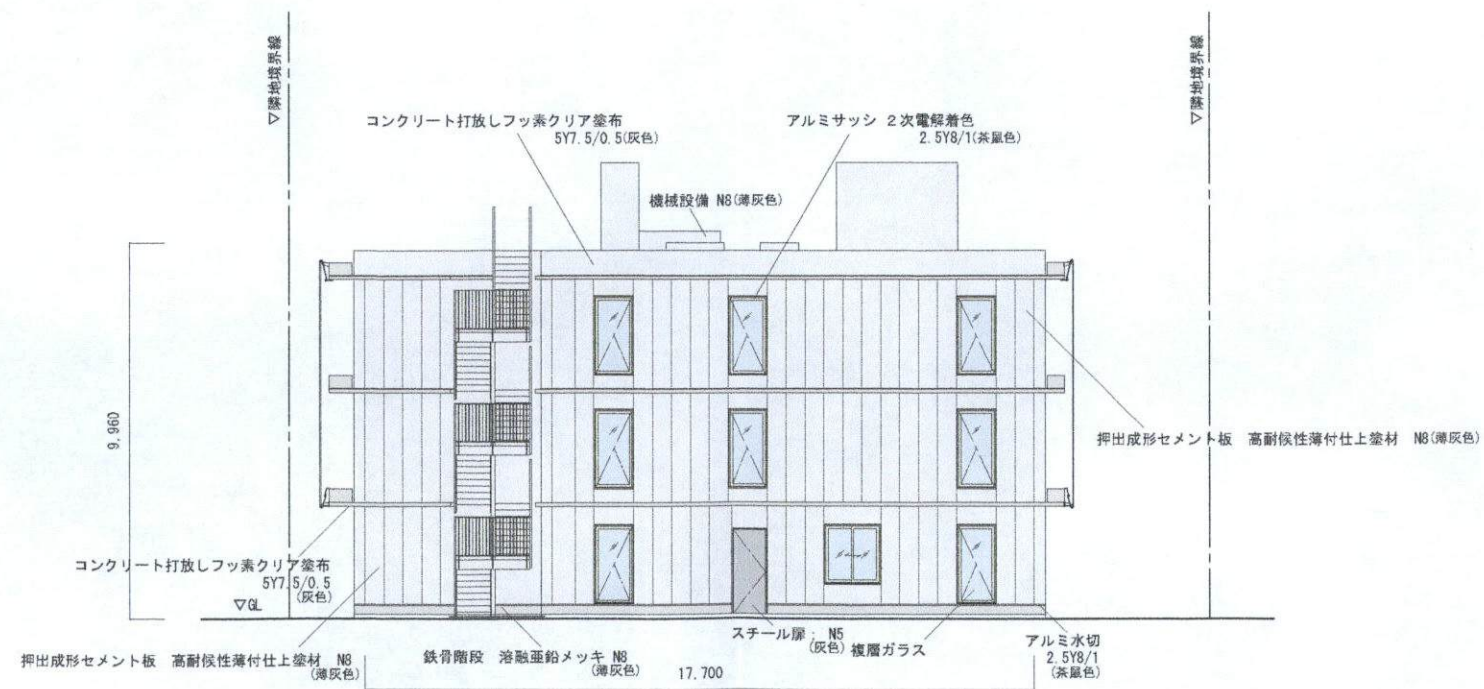 ▽隣地境界線
▽隣地境界線
コンクリート打放しフッ素クリア塗布
5Y7.5/0.5(灰色)
アルミサッシ 2次電解着色
2.5Y8/1(茶鼠色)
機械設備 N8(薄灰色)
9,960
押出成形セメント板 高耐候性薄付仕上塗材 N8(薄灰色)
コンクリート打放しフッ素クリア塗布
5Y7.5/0.5
(灰色)
▽GL
押出成形セメント板 高耐候性薄付仕上塗材 N8
(薄灰色)
鉄骨階段 溶融亜鉛メッキ N8
(薄灰色)
スチール扉; N5
(灰色)
複層ガラス
アルミ水切
2.5Y8/1
(茶鼠色)
17.700